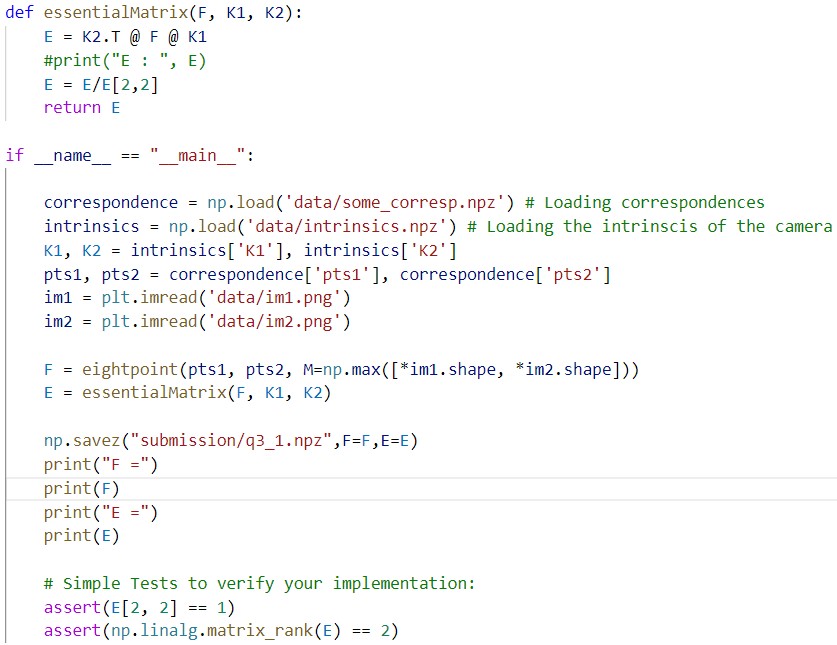 def essentialMatrix(F, K1, K2):
    E = K2.T @ F @ K1
    #print("E : ", E)
    E = E/E[2,2]
    return E
if __name__ == "__main__":
    correspondence = np.load('data/some_corresp.npz') # Loading correspondences
    intrinsics = np.load('data/intrinsics.npz') # Loading the intrinscis of the camera
    K1, K2 = intrinsics['K1'], intrinsics['K2']
    pts1, pts2 = correspondence['pts1'], correspondence['pts2']
    im1 = plt.imread('data/im1.png')
    im2 = plt.imread('data/im2.png')
    F = eightpoint(pts1, pts2, M=np.max([*im1.shape, *im2.shape]))
    E = essentialMatrix(F, K1, K2)
    np.savez("submission/q3_1.npz",F=F,E=E)
    print("F =")
    print(F)
    print("E =")
    print(E)
    # Simple Tests to verify your implementation:
    assert(E[2, 2] == 1)
    assert(np.linalg.matrix_rank(E) == 2)